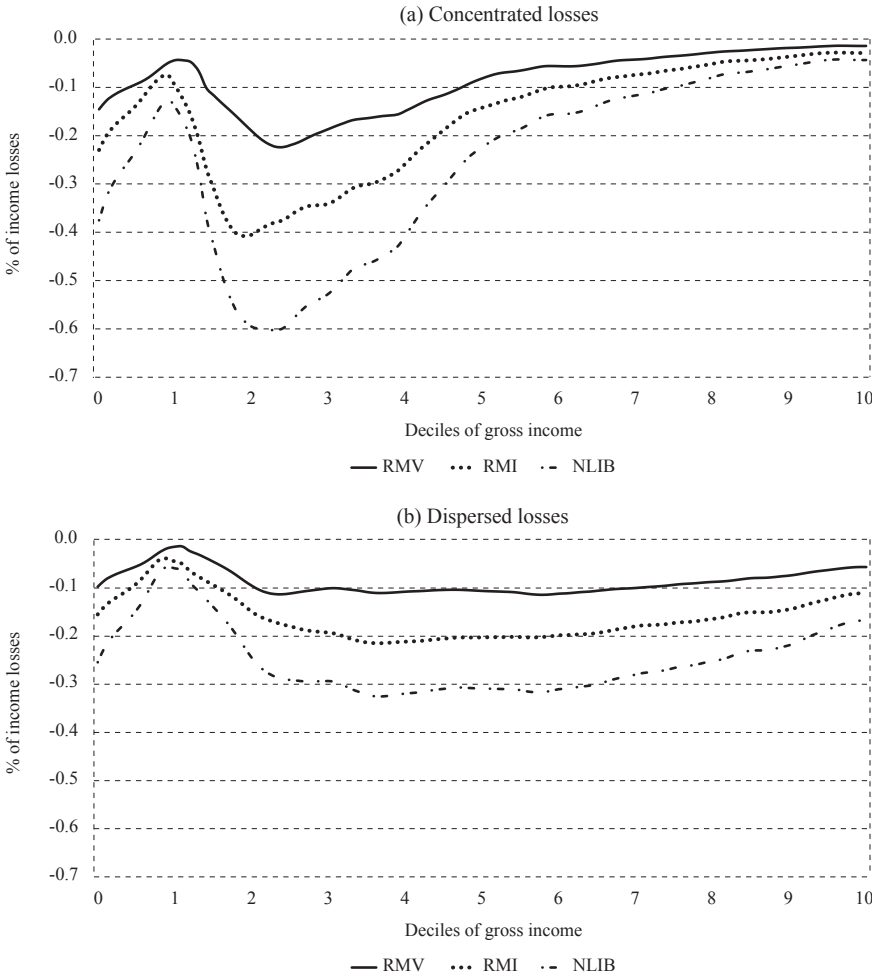 (a) Concentrated losses
0.0
-0.1
-0.2
-0.3
-0.4
-0.5
-0.6
-0.7
% of income losses
0 1 2 3 4 5 6 7 8 9 10
Deciles of gross income
RMV RMI NLIB
(b) Dispersed losses
0.0
-0.1
-0.2
-0.3
-0.4
-0.5
-0.6
-0.7
% of income losses
0 1 2 3 4 5 6 7 8 9 10
Deciles of gross income
RMV RMI NLIB